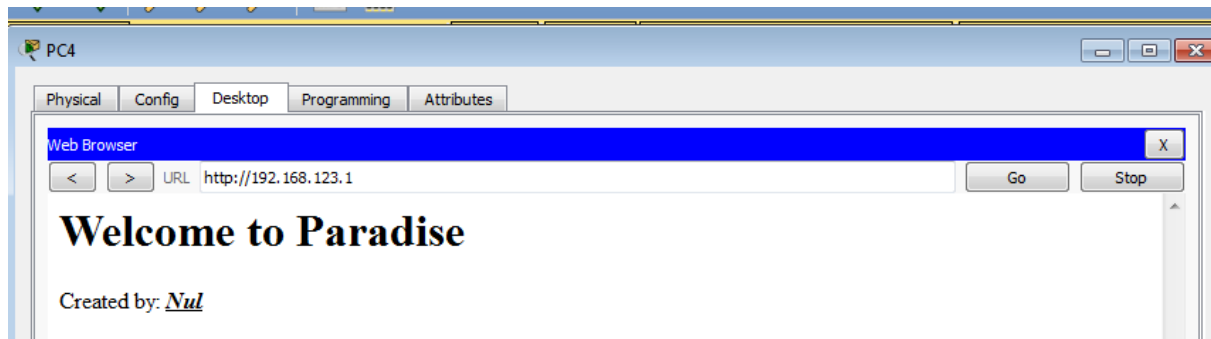 PC4
Physical Config Desktop Programming Attributes
Web Browser X
< > URL http://192.168.123.1 Go Stop
Welcome to Paradise
Created by: Nul